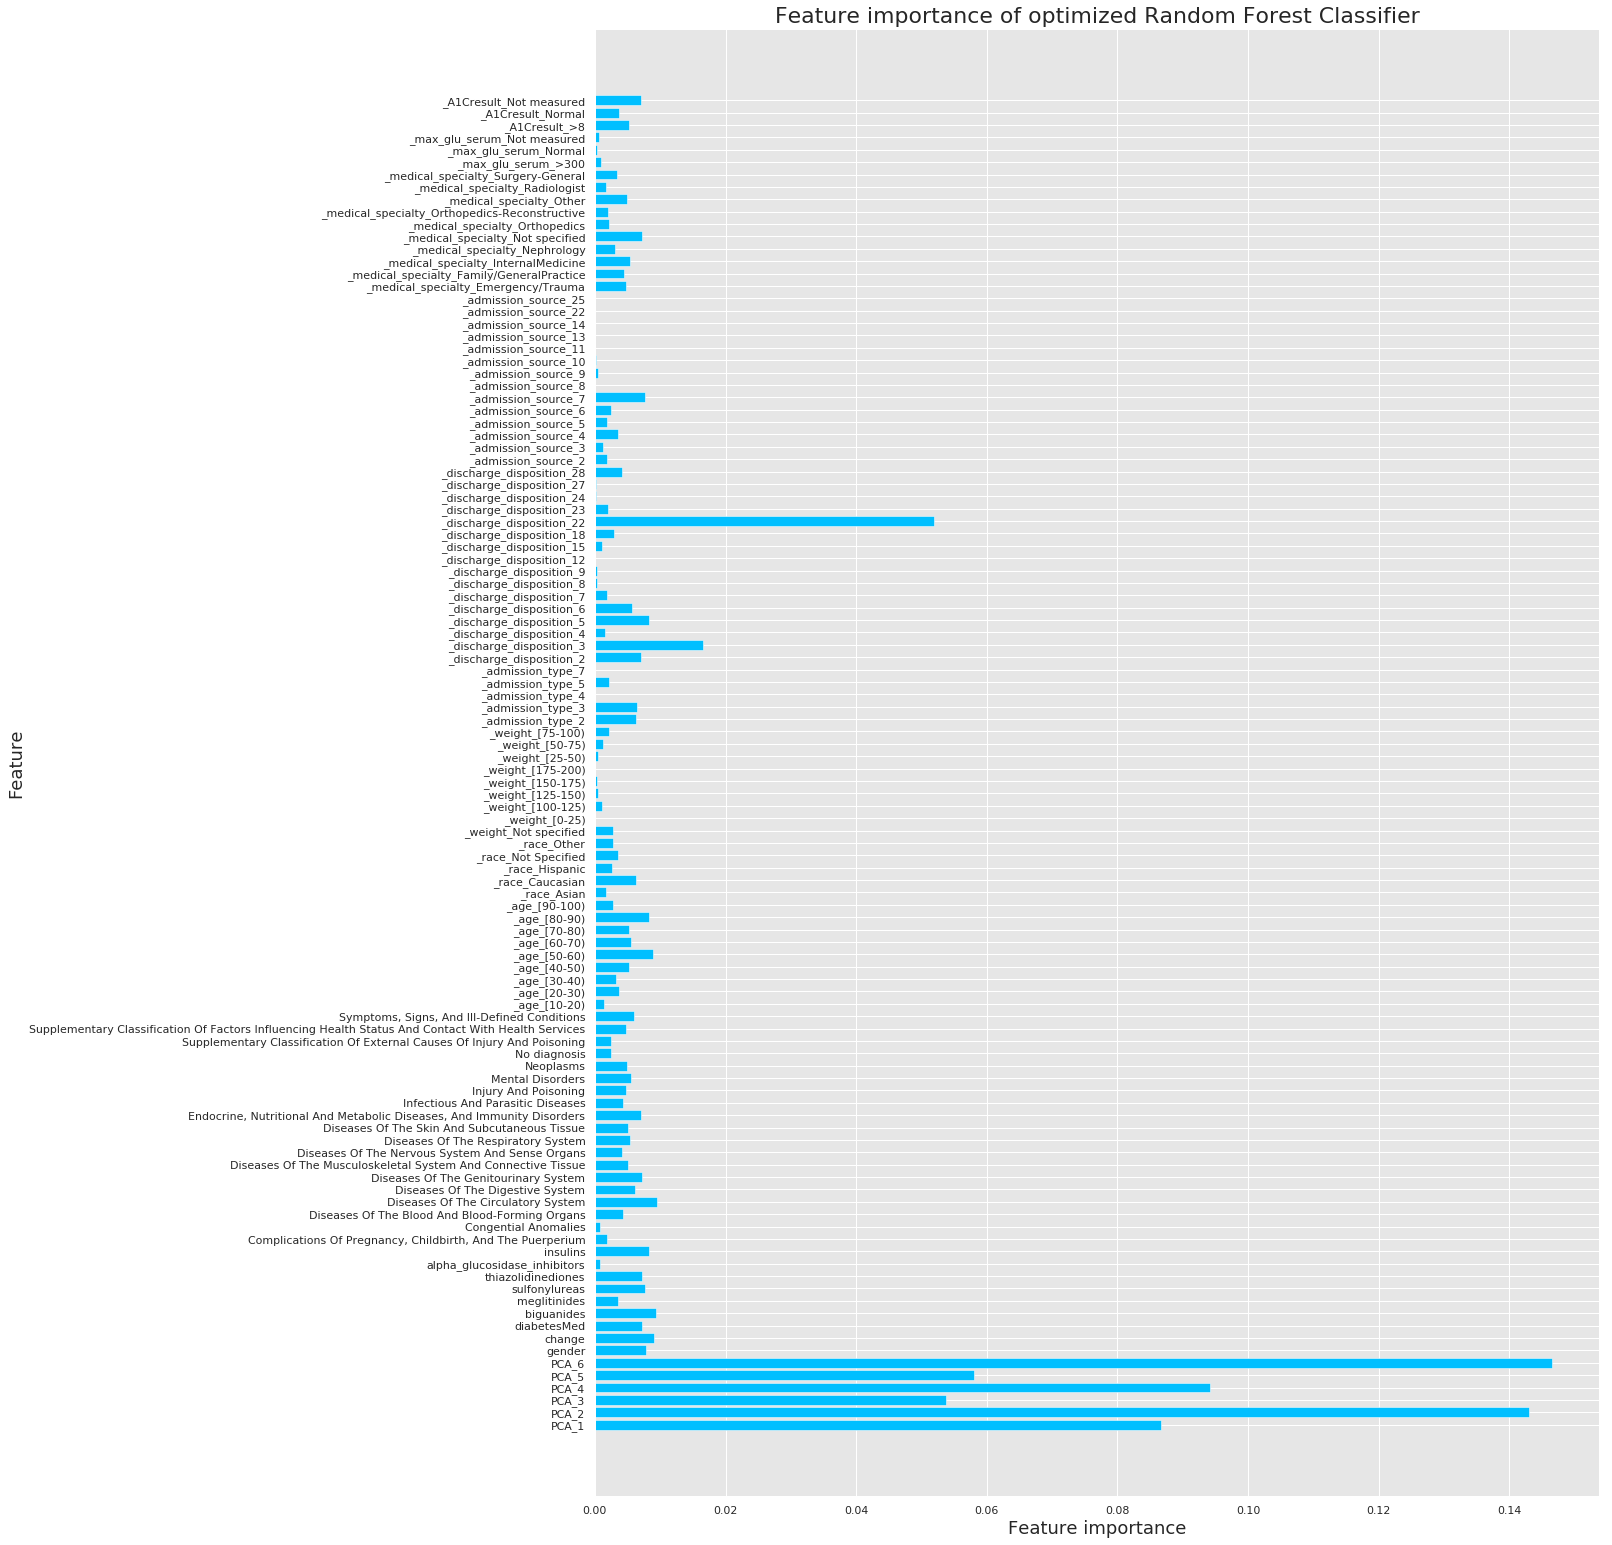 Feature importance of optimized Random Forest Classifier
_A1Cresult_Not measured
_A1Cresult_Normal
_A1Cresult_>8
_max_glu_serum_Not measured
_max_glu_serum_Normal
_max_glu_serum_>300
_medical_specialty_Surgery-General
_medical_specialty_Radiologist
_medical_specialty_Other
_medical_specialty_Orthopedics-Reconstructive
_medical_specialty_Orthopedics
_medical_specialty_Not specified
_medical_specialty_Nephrology
_medical_specialty_InternalMedicine
_medical_specialty_Family/GeneralPractice
_medical_specialty_Emergency/Trauma
_admission_source_25
_admission_source_22
_admission_source_14
_admission_source_13
_admission_source_11
_admission_source_10
_admission_source_9
_admission_source_8
_admission_source_7
_admission_source_6
_admission_source_5
_admission_source_4
_admission_source_3
_admission_source_2
_discharge_disposition_28
_discharge_disposition_27
_discharge_disposition_24
_discharge_disposition_23
_discharge_disposition_22
_discharge_disposition_18
_discharge_disposition_15
_discharge_disposition_12
_discharge_disposition_9
_discharge_disposition_8
_discharge_disposition_7
_discharge_disposition_6
_discharge_disposition_5
_discharge_disposition_4
_discharge_disposition_3
_discharge_disposition_2
_admission_type_7
_admission_type_5
_admission_type_4
_admission_type_3
_admission_type_2
_weight_[75-100)
_weight_[50-75)
_weight_[25-50)
_weight_[175-200)
_weight_[150-175)
_weight_[125-150)
_weight_[100-125)
_weight_[0-25)
_weight_Not specified
_race_Other
_race_Not Specified
_race_Hispanic
_race_Caucasian
_race_Asian
_age_[90-100)
_age_[80-90)
_age_[70-80)
_age_[60-70)
_age_[50-60)
_age_[40-50)
_age_[30-40)
_age_[20-30)
_age_[10-20)
Symptoms, Signs, And Ill-Defined Conditions
Supplementary Classification Of Factors Influencing Health Status And Contact With Health Services
Supplementary Classification Of External Causes Of Injury And Poisoning
No diagnosis
Neoplasms
Mental Disorders
Injury And Poisoning
Infectious And Parasitic Diseases
Endocrine, Nutritional And Metabolic Diseases, And Immunity Disorders
Diseases Of The Skin And Subcutaneous Tissue
Diseases Of The Respiratory System
Diseases Of The Nervous System And Sense Organs
Diseases Of The Musculoskeletal System And Connective Tissue
Diseases Of The Genitourinary System
Diseases Of The Digestive System
Diseases Of The Circulatory System
Diseases Of The Blood And Blood-Forming Organs
Congential Anomalies
Complications Of Pregnancy, Childbirth, And The Puerperium
insulins
alpha_glucosidase_inhibitors
thiazolidinediones
sulfonylureas
meglitinides
biguanides
diabetesMed
change
gender
PCA_6
PCA_5
PCA_4
PCA_3
PCA_2
PCA_1
Feature
0.00 0.02 0.04 0.06 0.08 0.10 0.12 0.14
Feature importance